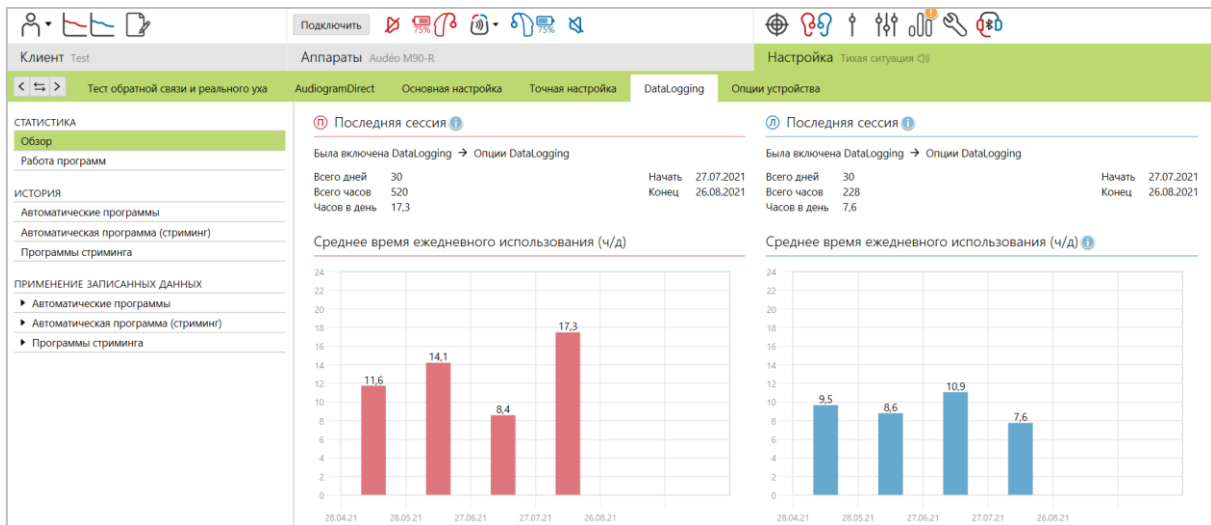 Подключить
75%
75%
Клиент Test
Аппараты Audéo M90-R
Настройка Тихая ситуация
Тест обратной связи и реального уха
AudiogramDirect
Основная настройка
Точная настройка
DataLogging
Опции устройства
СТАТИСТИКА
Обзор
Работа программ
ИСТОРИЯ
Автоматические программы
Автоматическая программа (стриминг)
Программы стриминга
ПРИМЕНЕНИЕ ЗАПИСАННЫХ ДАННЫХ
Автоматические программы
Автоматическая программа (стриминг)
Программы стриминга
П Последняя сессия
Была включена DataLogging → Опции DataLogging
Всего дней 30 Начать 27.07.2021
Всего часов 520 Конец 26.08.2021
Часов в день 17,3
Среднее время ежедневного использования (ч/д)
24
22
20
18
16
14
12
10
8
6
4
2
0
11,6
14,1
8,4
17,3
28.04.21 28.05.21 27.06.21 27.07.21 26.08.21
Л Последняя сессия
Была включена DataLogging → Опции DataLogging
Всего дней 30 Начать 27.07.2021
Всего часов 228 Конец 26.08.2021
Часов в день 7,6
Среднее время ежедневного использования (ч/д)
24
22
20
18
16
14
12
10
8
6
4
2
0
9,5
8,6
10,9
7,6
28.04.21 28.05.21 27.06.21 27.07.21 26.08.21